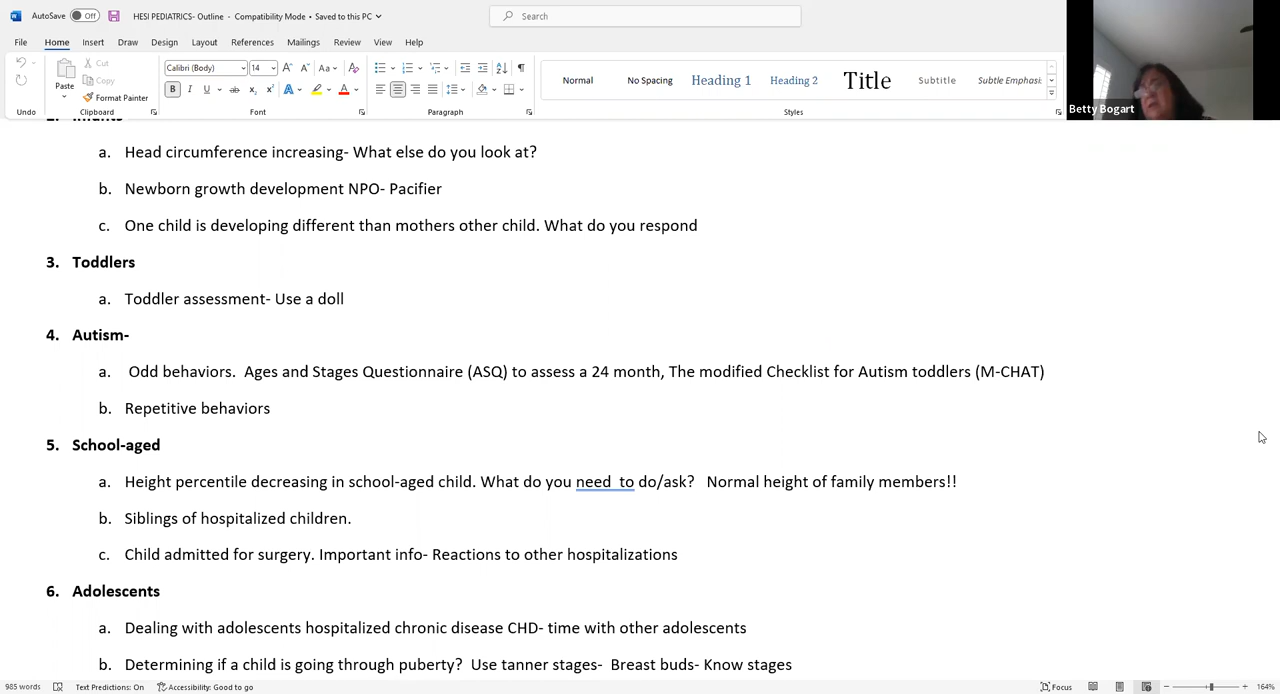 AutoSave Off HESI PEDIATRICS- Outline - Compatibility Mode • Saved to this PC Search
File Home Insert Draw Design Layout References Mailings Review View Help
Paste Cut Copy Format Painter
Calibri (Body) 14
Normal No Spacing Heading 1 Heading 2 Title Subtitle Subtle Emphasi
Undo Clipboard Font Paragraph Styles
Betty Bogart
2. Infants
a. Head circumference increasing- What else do you look at?
b. Newborn growth development NPO- Pacifier
c. One child is developing different than mothers other child. What do you respond
3. Toddlers
a. Toddler assessment- Use a doll
4. Autism-
a. Odd behaviors. Ages and Stages Questionnaire (ASQ) to assess a 24 month, The modified Checklist for Autism toddlers (M-CHAT)
b. Repetitive behaviors
5. School-aged
a. Height percentile decreasing in school-aged child. What do you need to do/ask? Normal height of family members!!
b. Siblings of hospitalized children.
c. Child admitted for surgery. Important info- Reactions to other hospitalizations
6. Adolescents
a. Dealing with adolescents hospitalized chronic disease CHD- time with other adolescents
b. Determining if a child is going through puberty? Use tanner stages- Breast buds- Know stages
985 words Text Predictions: On Accessibility: Good to go Focus 164%